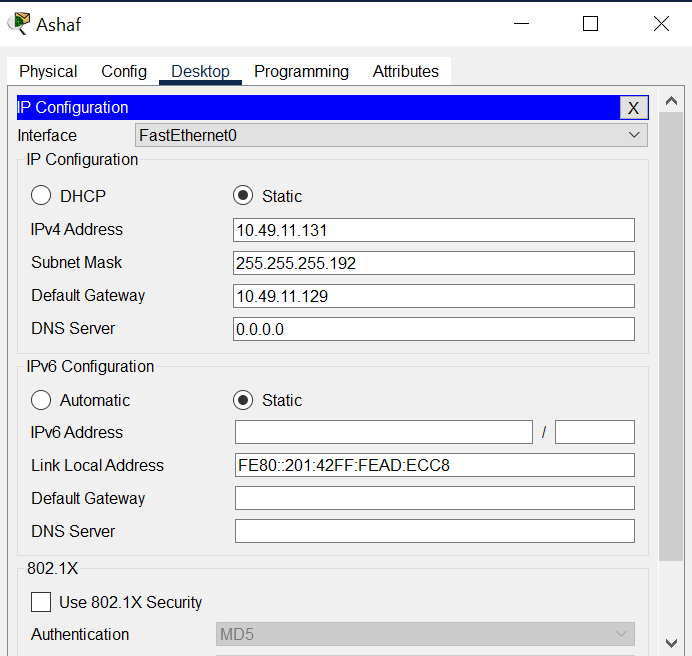 Ashaf
Physical Config Desktop Programming Attributes
IP Configuration X
Interface FastEthernet0
IP Configuration
DHCP Static
IPv4 Address 10.49.11.131
Subnet Mask 255.255.255.192
Default Gateway 10.49.11.129
DNS Server 0.0.0.0
IPv6 Configuration
Automatic Static
IPv6 Address /
Link Local Address FE80::201:42FF:FEAD:ECC8
Default Gateway
DNS Server
802.1X
Use 802.1X Security
Authentication MD5